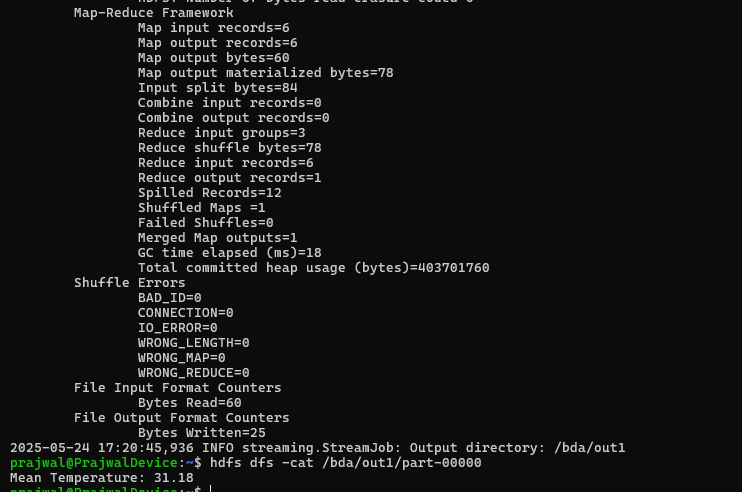 Map-Reduce Framework
Map input records=6
Map output records=6
Map output bytes=60
Map output materialized bytes=78
Input split bytes=84
Combine input records=0
Combine output records=0
Reduce input groups=3
Reduce shuffle bytes=78
Reduce input records=6
Reduce output records=1
Spilled Records=12
Shuffled Maps =1
Failed Shuffles=0
Merged Map outputs=1
GC time elapsed (ms)=18
Total committed heap usage (bytes)=403701760
Shuffle Errors
BAD_ID=0
CONNECTION=0
IO_ERROR=0
WRONG_LENGTH=0
WRONG_MAP=0
WRONG_REDUCE=0
File Input Format Counters
Bytes Read=60
File Output Format Counters
Bytes Written=25
2025-05-24 17:20:45,936 INFO streaming.StreamJob: Output directory: /bda/out1
prajwal@PrajwalDevice:~$ hdfs dfs -cat /bda/out1/part-00000
Mean Temperature: 31.18
prajwal@PrajwalDevice:~$